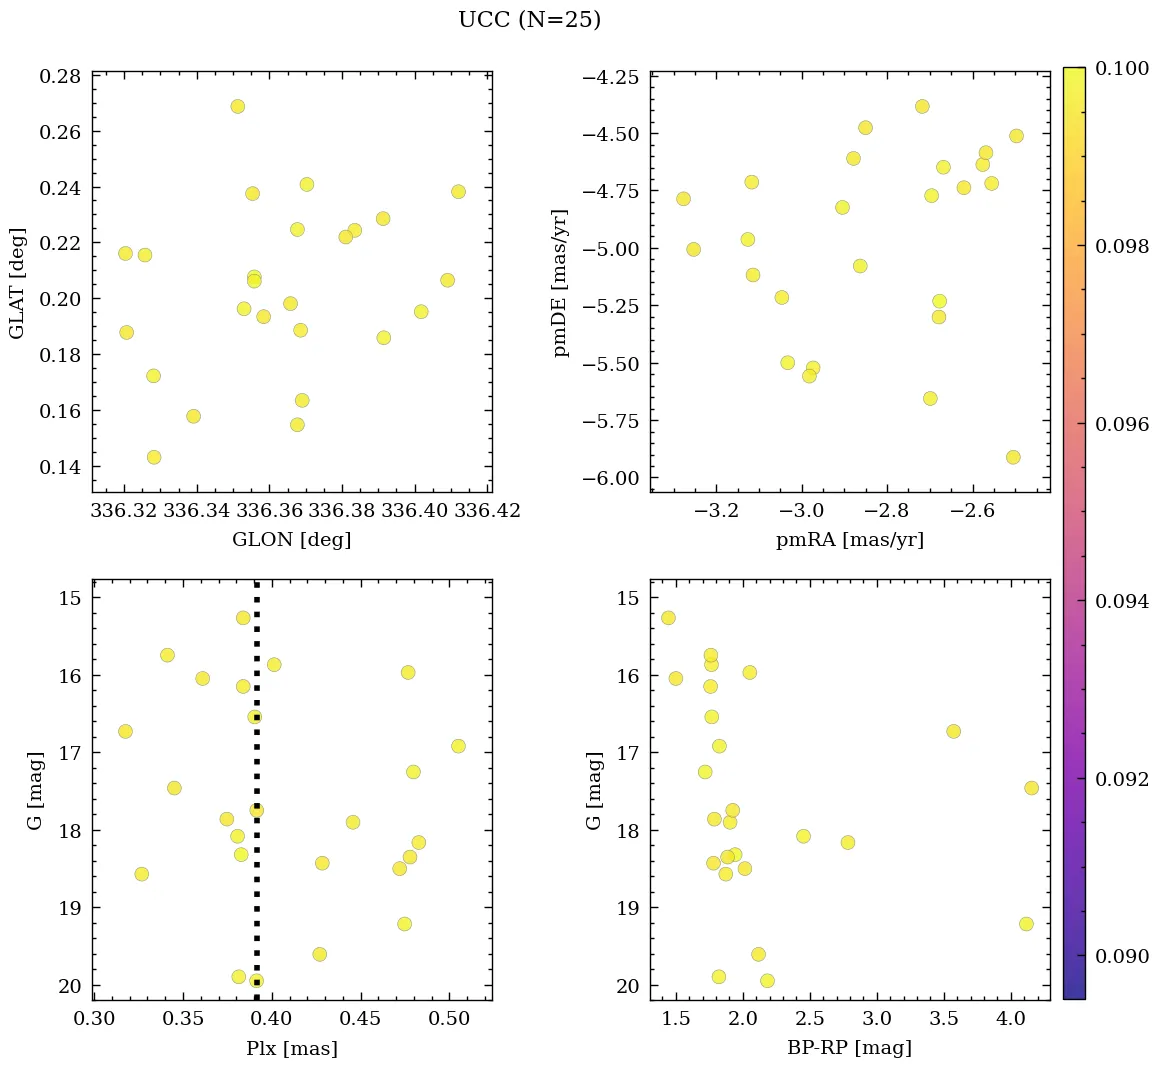 UCC (N=25)
0.28
0.26
0.24
0.22
0.20
0.18
0.16
0.14
GLAT [deg]
336.32 336.34 336.36 336.38 336.40 336.42
GLON [deg]
−4.25
−4.50
−4.75
−5.00
−5.25
−5.50
−5.75
−6.00
pmDE [mas/yr]
−3.2 −3.0 −2.8 −2.6
pmRA [mas/yr]
15
16
17
18
19
20
G [mag]
0.30 0.35 0.40 0.45 0.50
Plx [mas]
15
16
17
18
19
20
G [mag]
1.5 2.0 2.5 3.0 3.5 4.0
BP-RP [mag]
0.100
0.098
0.096
0.094
0.092
0.090